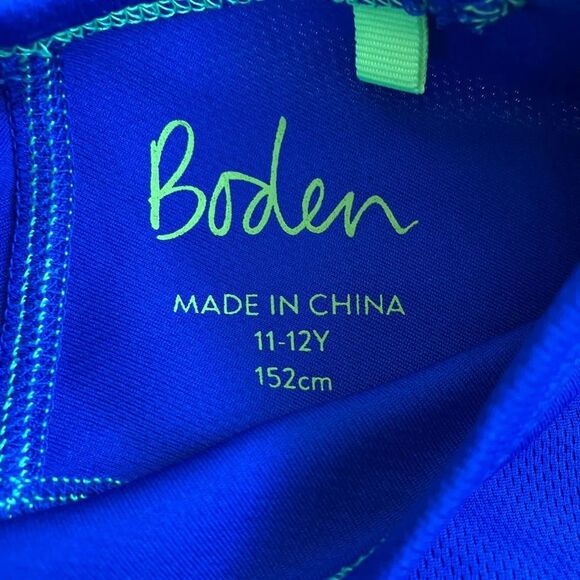 Boden
MADE IN CHINA
11-12Y
152cm